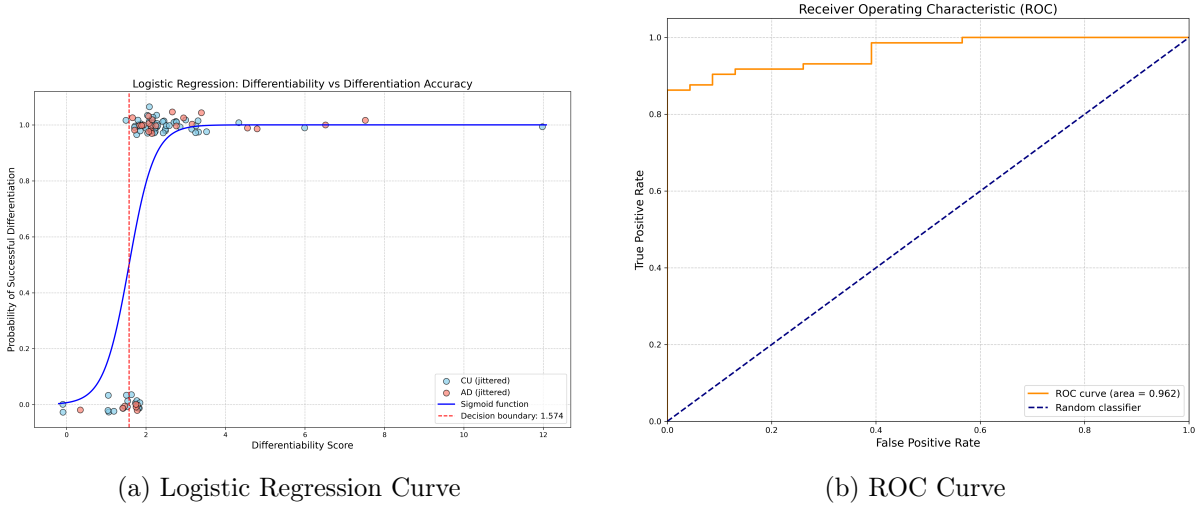 Logistic Regression: Differentiability vs Differentiation Accuracy
Probability of Successful Differentiation
1.0
0.8
0.6
0.4
0.2
0.0
0
2
4
6
8
10
12
Differentiability Score
CU (jittered)
AD (jittered)
Sigmoid function
Decision boundary: 1.574
(a) Logistic Regression Curve
Receiver Operating Characteristic (ROC)
True Positive Rate
1.0
0.8
0.6
0.4
0.2
0.0
0.0
0.2
0.4
0.6
0.8
1.0
False Positive Rate
ROC curve (area = 0.962)
Random classifier
(b) ROC Curve